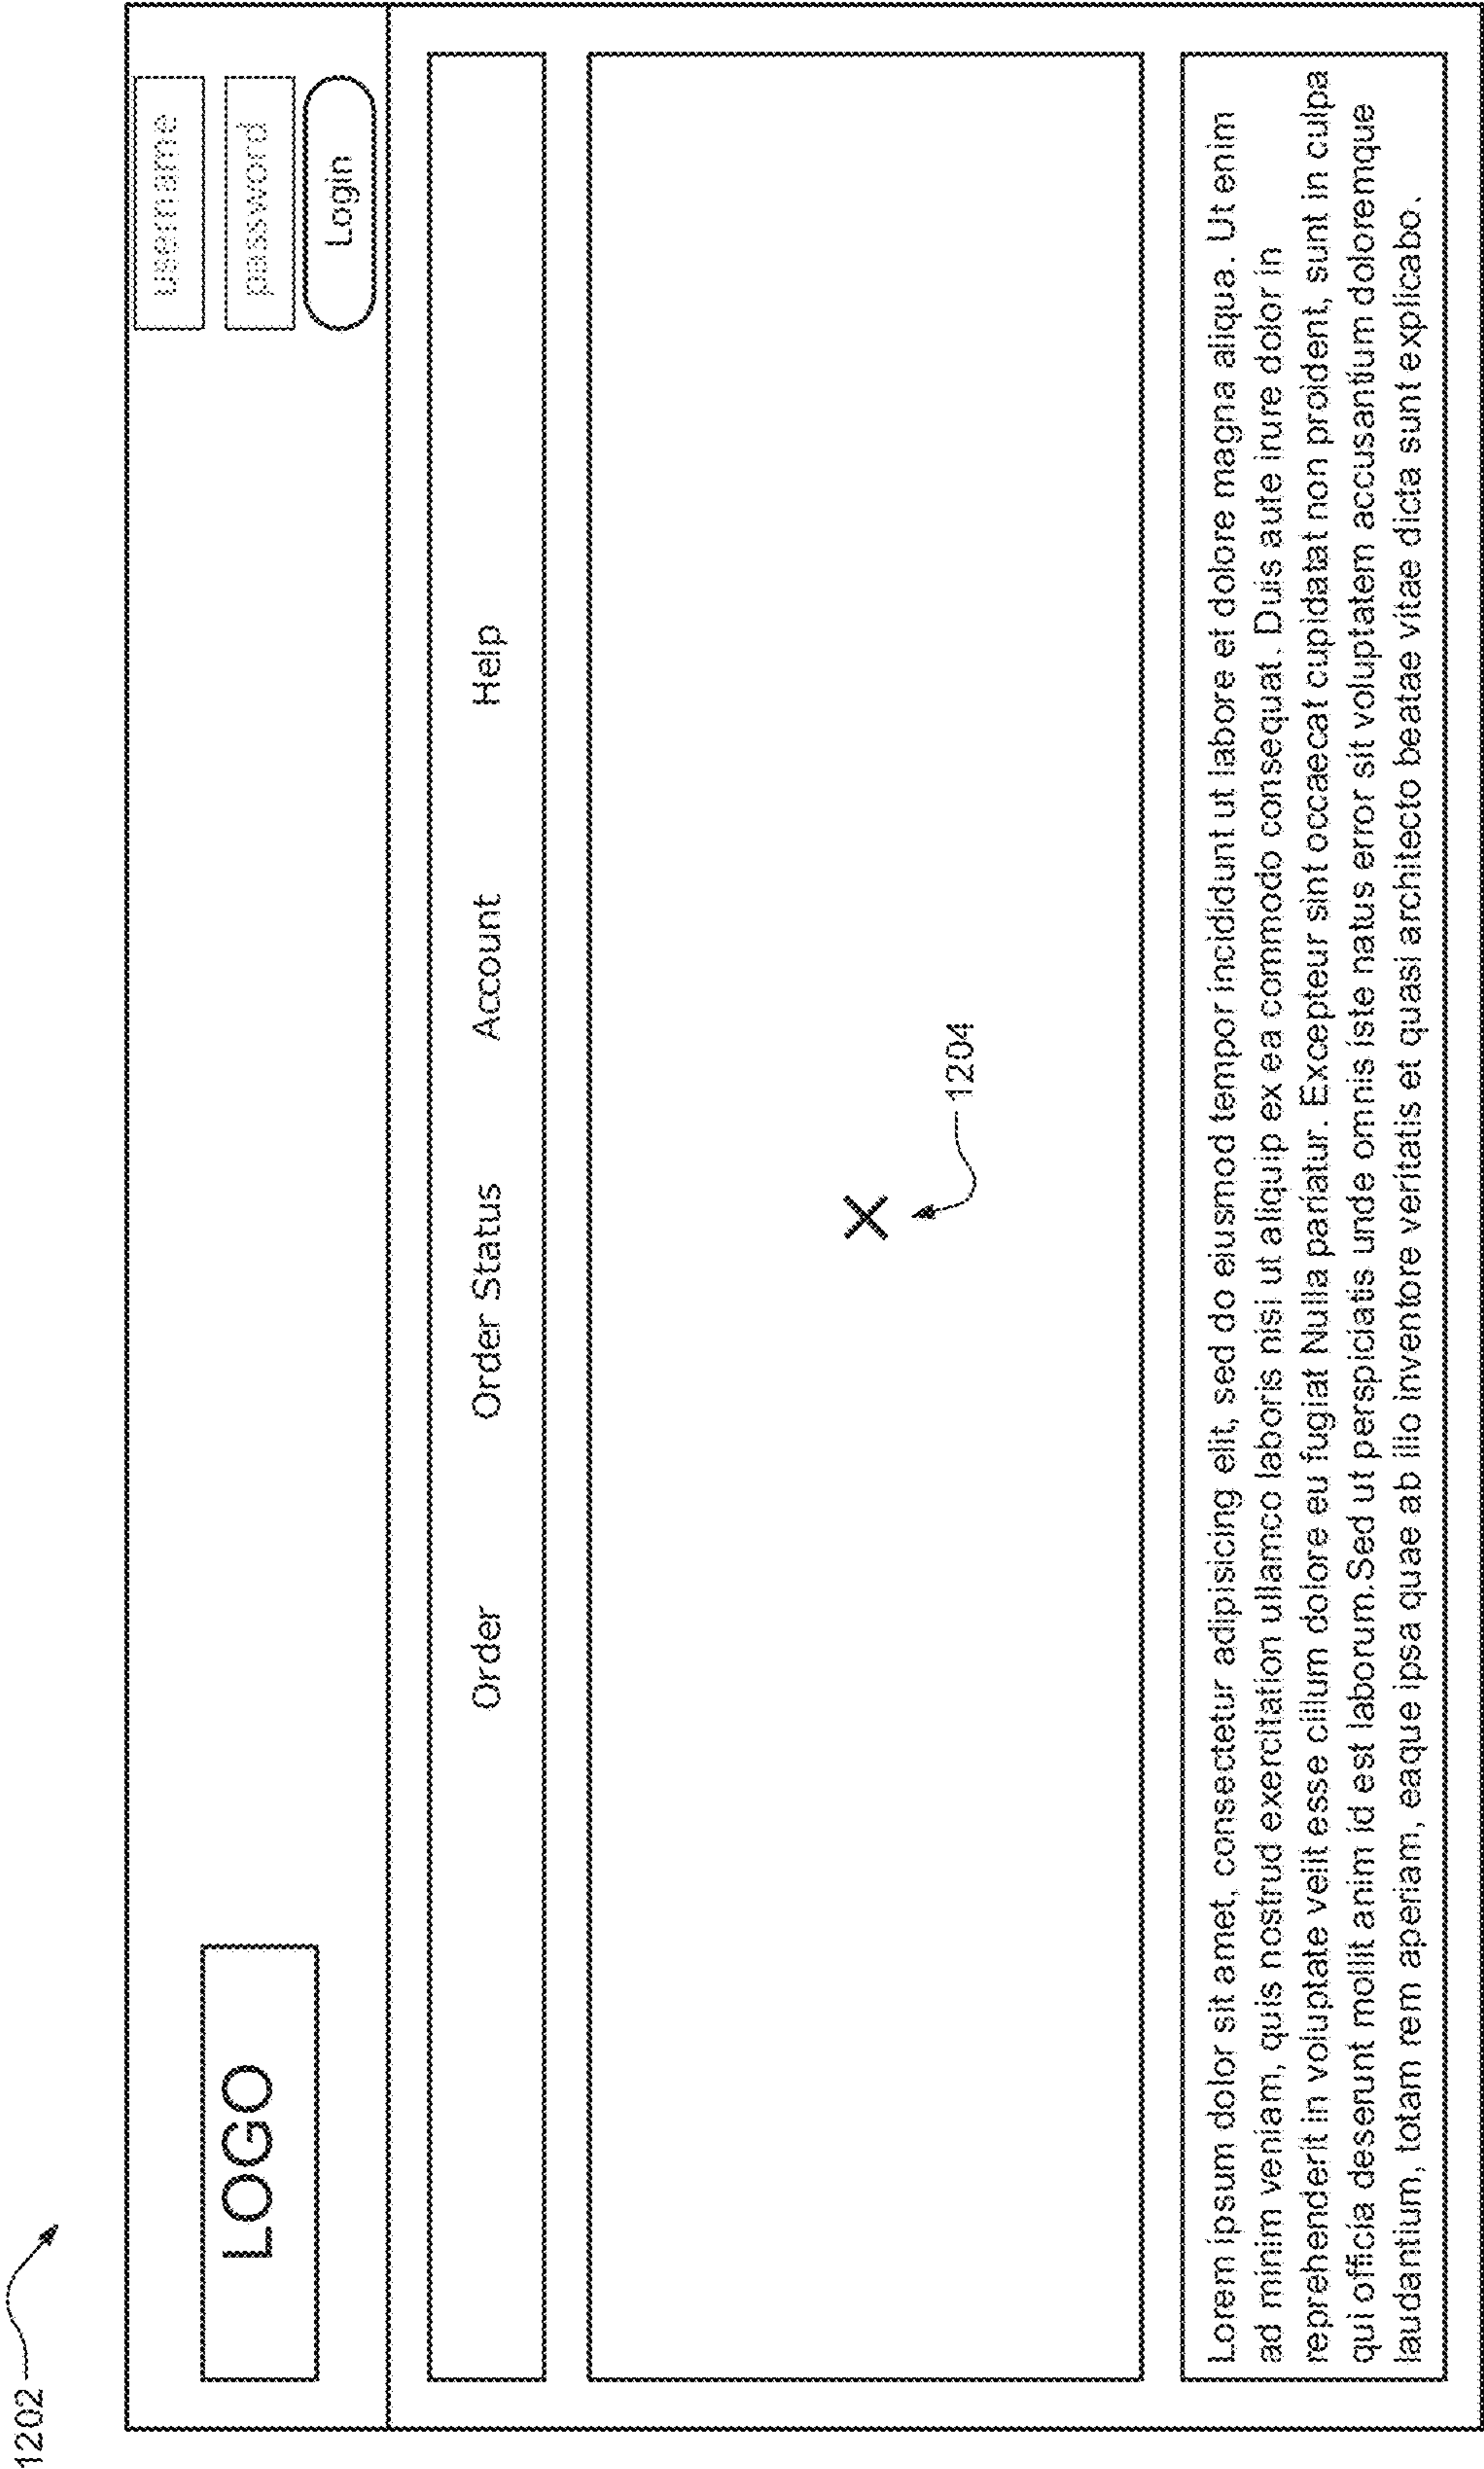 1202
LOGO
username
password
Login
Order Order Status Account Help
1204
Lorem ipsum dolor sit amet, consectetur adipisicing elit, sed do eiusmod tempor incididunt ut labore et dolore magna aliqua. Ut enim
ad minim veniam, quis nostrud exercitation ullamco laboris nisi ut aliquip ex ea commodo consequat. Duis aute irure dolor in
reprehenderit in voluptate velit esse cillum dolore eu fugiat Nulla pariatur. Excepteur sint occaecat cupidatat non proident, sunt in culpa
qui officia deserunt mollit anim id est laborum.Sed ut perspiciatis unde omnis iste natus error sit voluptatem accusantium doloremque
laudantium, totam rem aperiam, eaque ipsa quae ab illo inventore veritatis et quasi architecto beatae vitae dicta sunt explicabo.